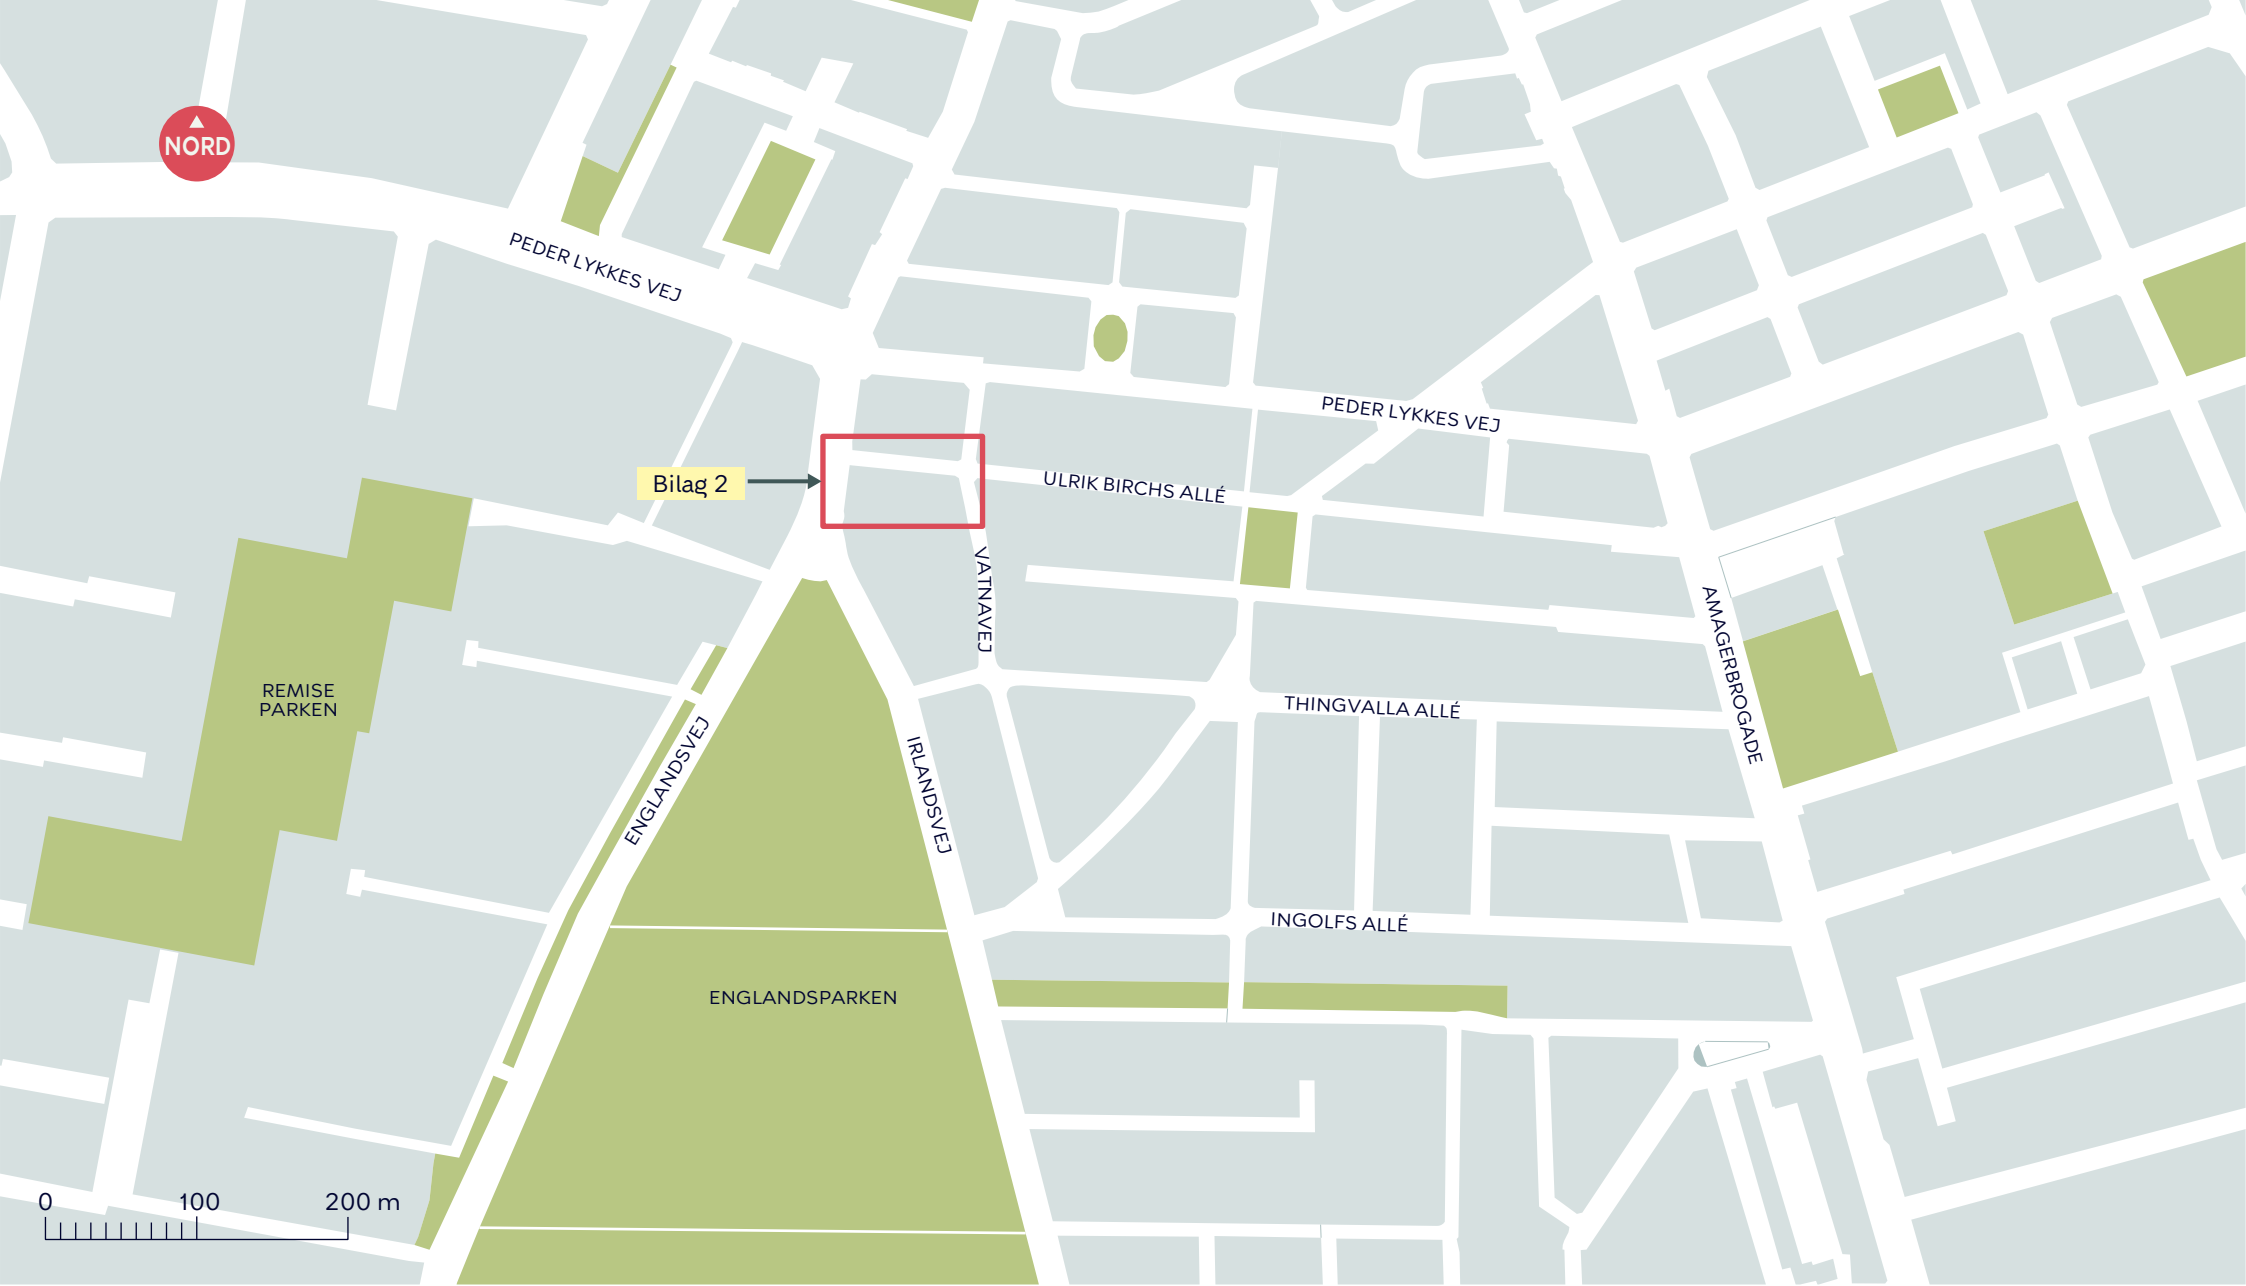 NORD
PEDER LYKKES VEJ
PEDER LYKKES VEJ
Bilag 2
ULRIK BIRCHS ALLÉ
VATNAVEJ
AMAGERBROGADE
REMISE
PARKEN
THINGVALLA ALLÉ
ENGLANDSVEJ
IRLANDSVEJ
INGOLFS ALLÉ
ENGLANDSPARKEN
0 100 200 m